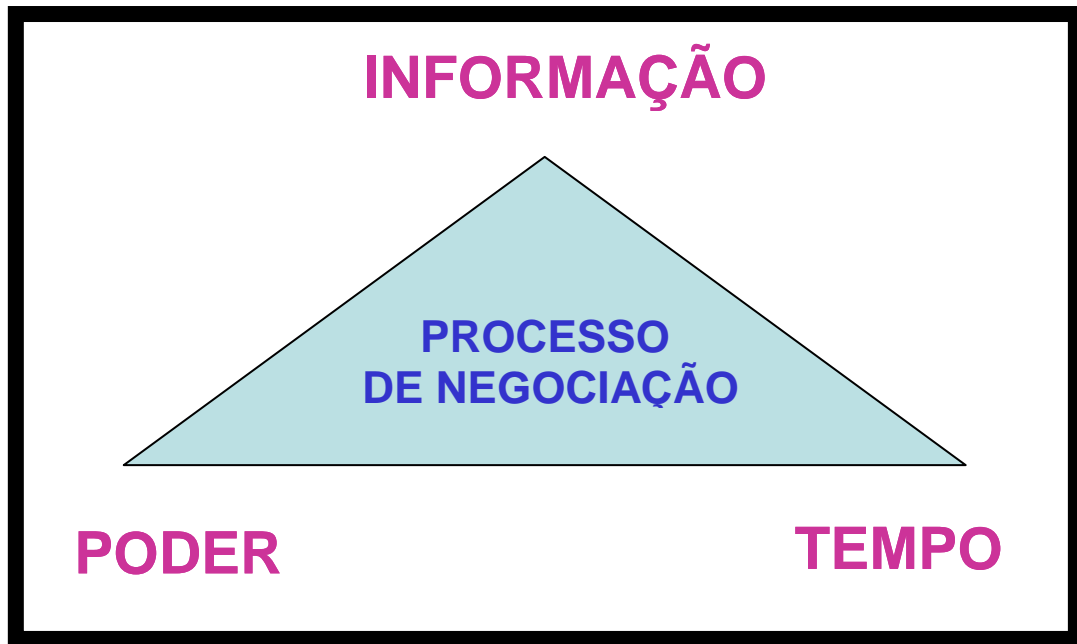 INFORMAÇÃO
PROCESSO
DE NEGOCIAÇÃO
PODER
TEMPO